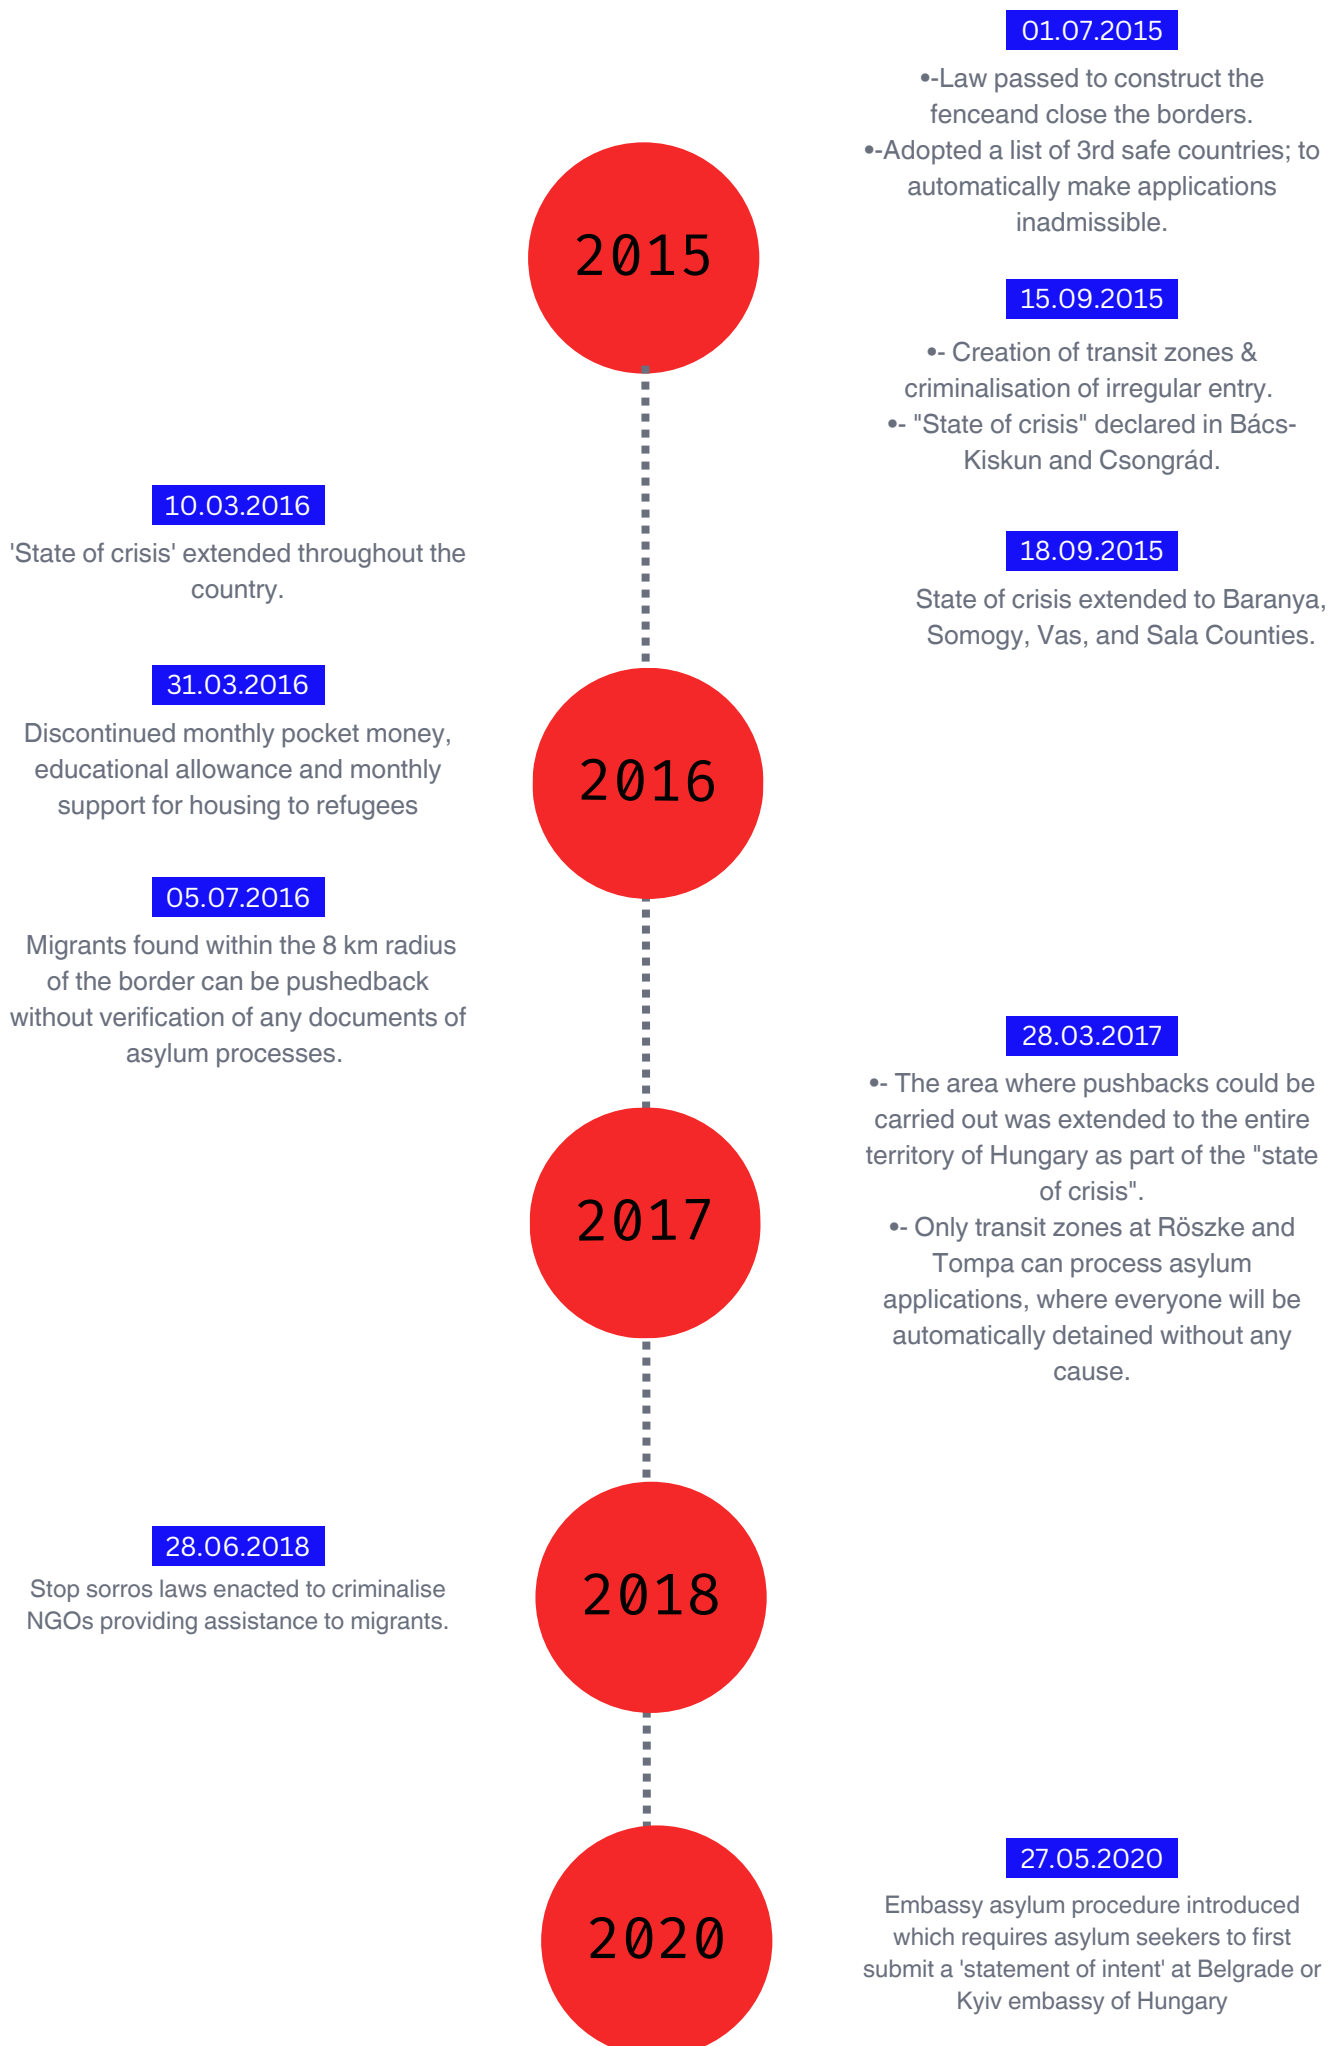 01.07.2015
•-Law passed to construct the
fenceand close the borders.
•-Adopted a list of 3rd safe countries; to
automatically make applications
inadmissible.
2015
15.09.2015
•- Creation of transit zones &
criminalisation of irregular entry.
•- "State of crisis" declared in Bács-
Kiskun and Csongrád.
18.09.2015
State of crisis extended to Baranya,
Somogy, Vas, and Sala Counties.
10.03.2016
'State of crisis' extended throughout the
country.
31.03.2016
Discontinued monthly pocket money,
educational allowance and monthly
support for housing to refugees
2016
05.07.2016
Migrants found within the 8 km radius
of the border can be pushedback
without verification of any documents of
asylum processes.
28.03.2017
•- The area where pushbacks could be
carried out was extended to the entire
territory of Hungary as part of the "state
of crisis".
•- Only transit zones at Röszke and
Tompa can process asylum
applications, where everyone will be
automatically detained without any
cause.
2017
28.06.2018
Stop sorros laws enacted to criminalise
NGOs providing assistance to migrants.
2018
27.05.2020
Embassy asylum procedure introduced
which requires asylum seekers to first
submit a 'statement of intent' at Belgrade or
Kyiv embassy of Hungary
2020